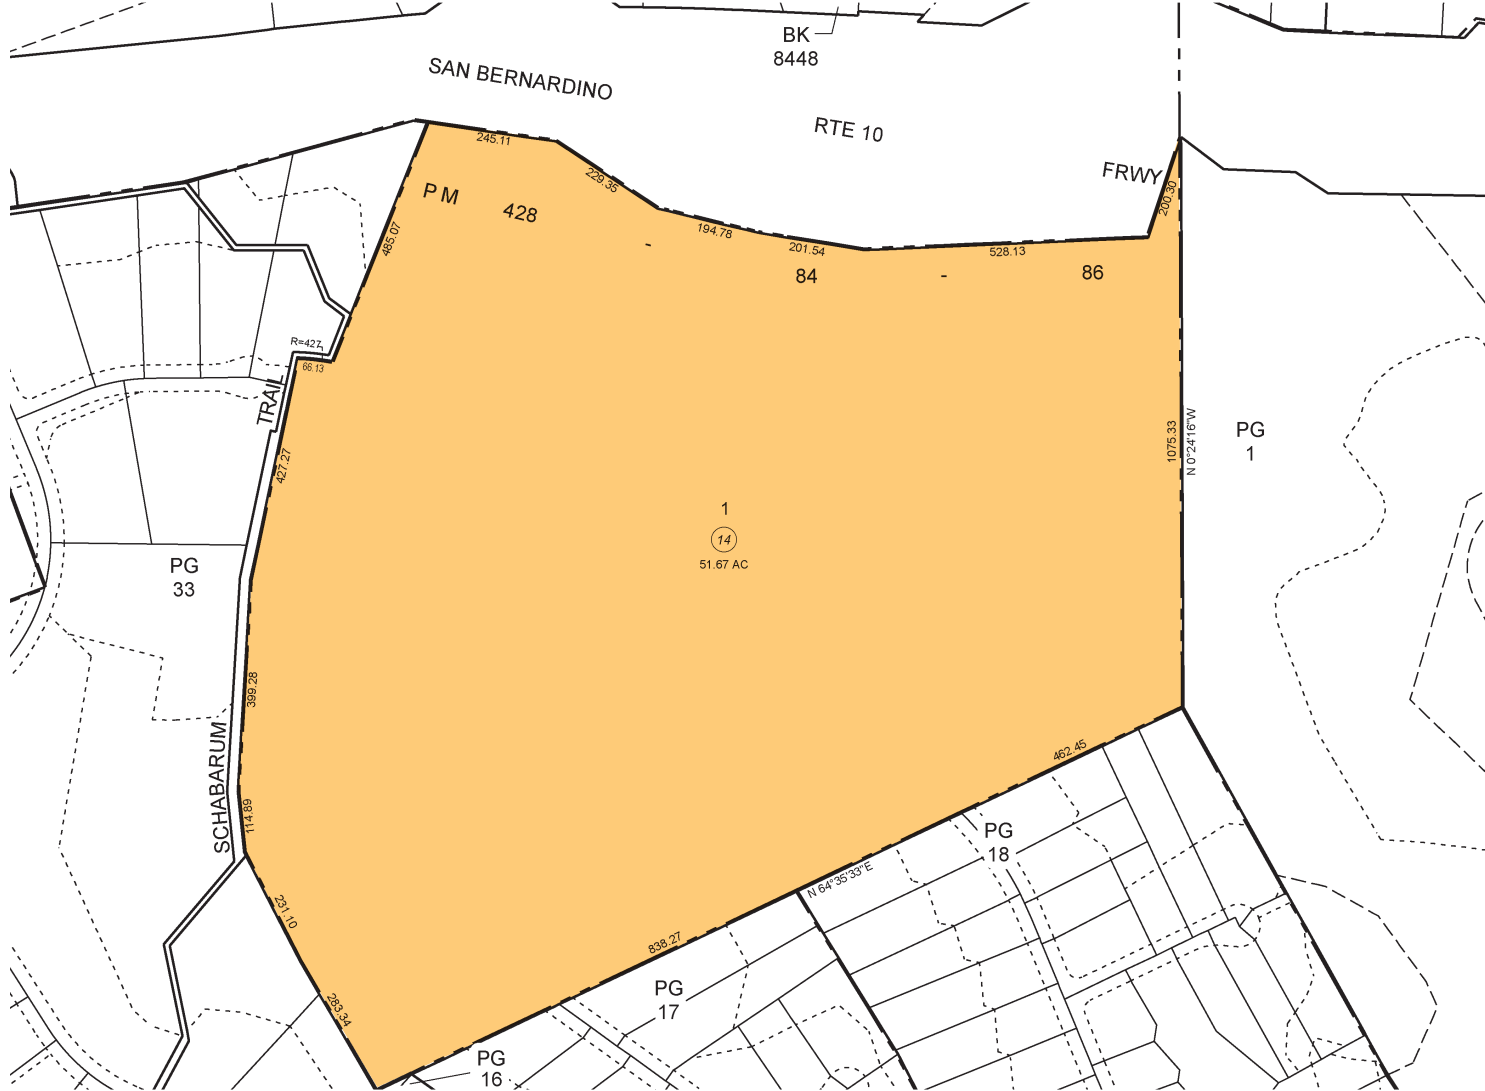 BK
8448
SAN BERNARDINO
RTE 10
FRWY
245.11
229.35
194.78
201.54
528.13
200.30
P M 428 - 84 - 86
485.07
R=427
66.13
TRAIL
427.27
1075.33
N 0°24'16"W
PG
1
1
14
51.67 AC
PG
33
399.28
SCHABARUM
114.89
231.10
283.34
462.45
PG
18
N 64°35'33"E
838.27
PG
17
PG
16